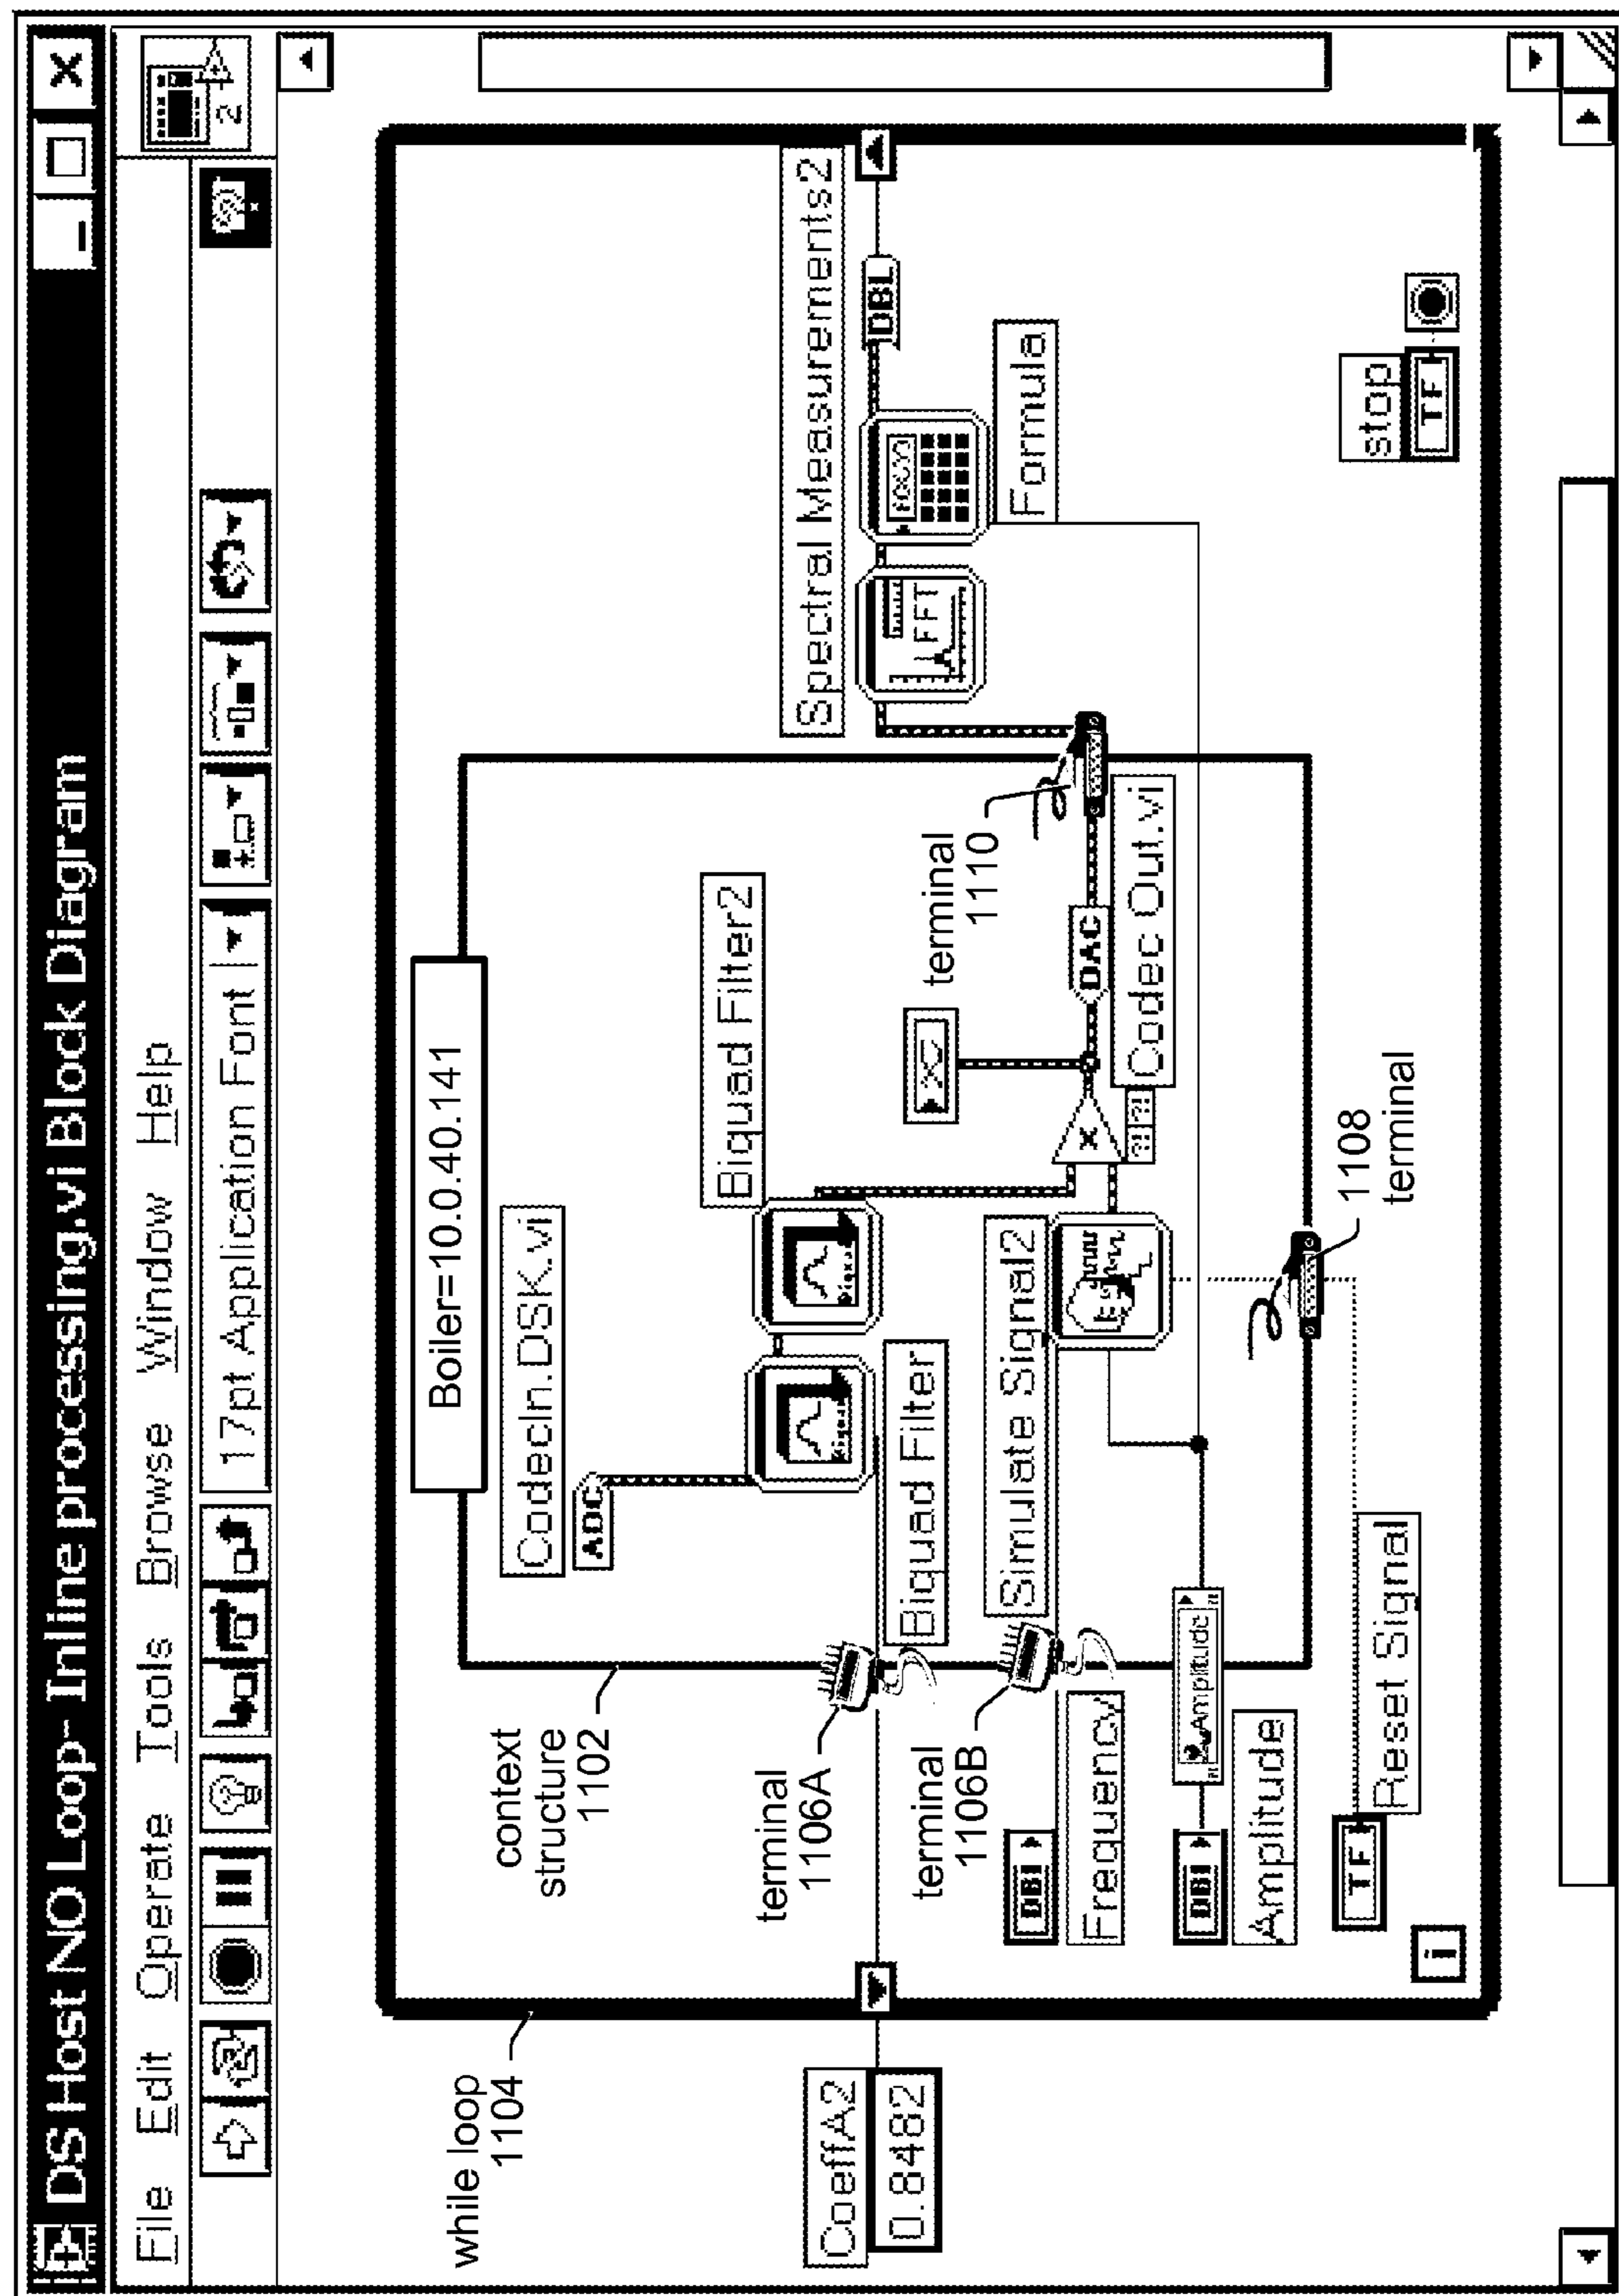 DS Host NO Loop- Inline processing.vi Block Diagram
File Edit Operate Tools Browse Window Help
17pt Application Font
2
while loop
1104
context
structure
1102
Boiler=10.0.40.141
CodecIn.DSK.vi
ADC
Biquad Filter2
Biquad Filter
Spectral Measurements2
FFT
DBL
Formula
CoeffA2
0.8482
terminal
1106A
terminal
1106B
Simulate Signal2
terminal
1110
DAC
Codec Out.vi
DBl
Frequency
DBl
Amplitude
Amplitude
1108
terminal
TF
Reset Signal
stop
TF
i